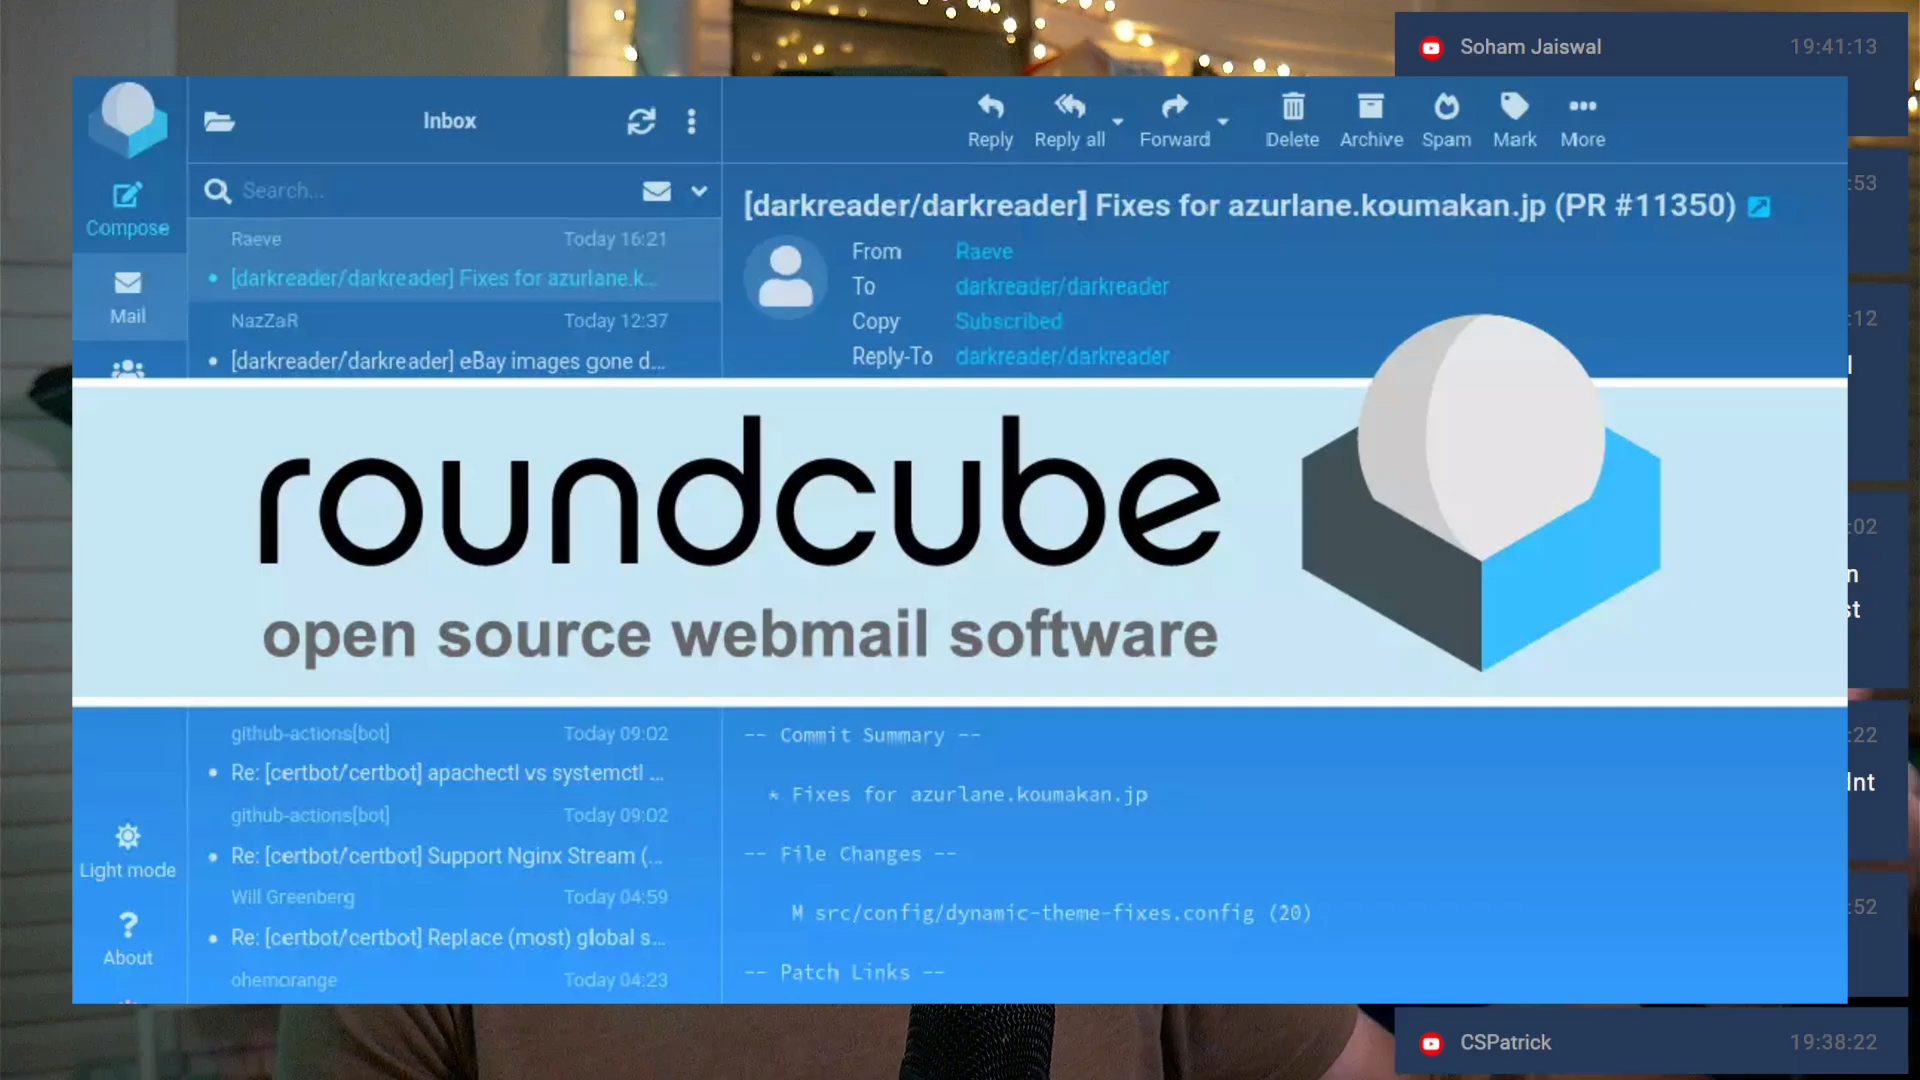 Soham Jaiswal 19:41:13
Inbox
Reply Reply all Forward Delete Archive Spam Mark More
Search...
Compose
Mail
Raeve Today 16:21
[darkreader/darkreader] Fixes for azurlane.k...
NazZaR Today 12:37
[darkreader/darkreader] eBay images gone d...
[darkreader/darkreader] Fixes for azurlane.koumakan.jp (PR #11350)
From Raeve
To darkreader/darkreader
Copy Subscribed
Reply-To darkreader/darkreader
:53
:12
roundcube
open source webmail software
:02
:22
:52
github-actions[bot] Today 09:02
Re: [certbot/certbot] apachectl vs systemctl ...
github-actions[bot] Today 09:02
Re: [certbot/certbot] Support Nginx Stream (...
Will Greenberg Today 04:59
Re: [certbot/certbot] Replace (most) global s...
ohemorange Today 04:23
Light mode
About
-- Commit Summary --
* Fixes for azurlane.koumakan.jp
-- File Changes --
M src/config/dynamic-theme-fixes.config (20)
-- Patch Links --
CSPatrick 19:38:22